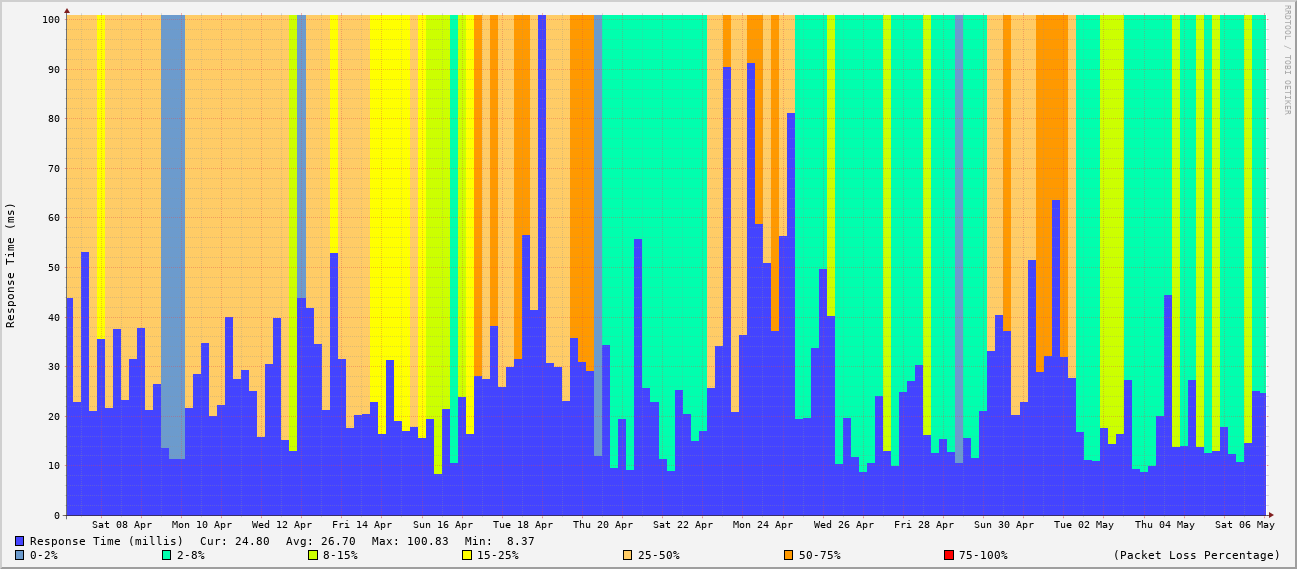 RRDTOOL / TOBI OETIKER
Response Time (ms)
100
90
80
70
60
50
40
30
20
10
0
Sat 08 Apr Mon 10 Apr Wed 12 Apr Fri 14 Apr Sun 16 Apr Tue 18 Apr Thu 20 Apr Sat 22 Apr Mon 24 Apr Wed 26 Apr Fri 28 Apr Sun 30 Apr Tue 02 May Thu 04 May Sat 06 May
Response Time (millis) Cur: 24.80 Avg: 26.70 Max: 100.83 Min: 8.37
0-2% 2-8% 8-15% 15-25% 25-50% 50-75% 75-100% (Packet Loss Percentage)